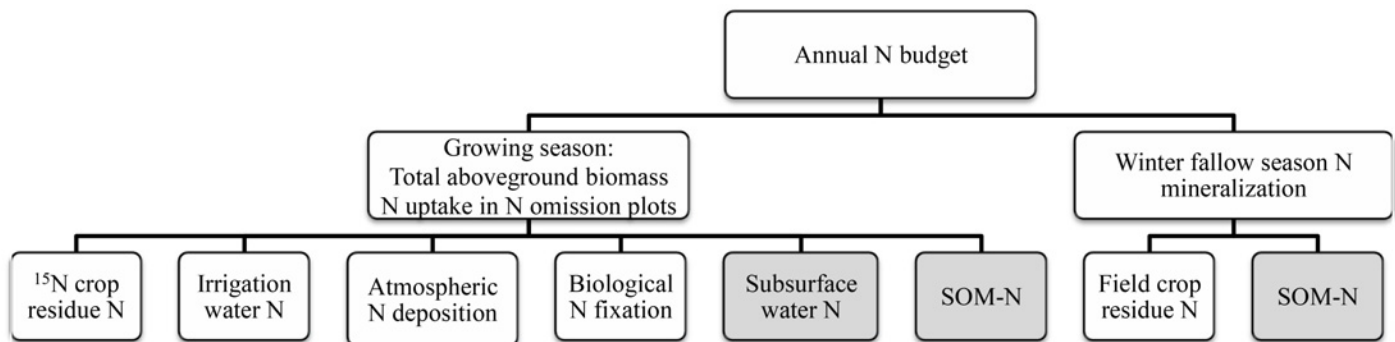 Annual N budget
Growing season:
Total aboveground biomass
N uptake in N omission plots
Winter fallow season N
mineralization
¹⁵N crop
residue N
Irrigation
water N
Atmospheric
N deposition
Biological
N fixation
Subsurface
water N
SOM-N
Field crop
residue N
SOM-N